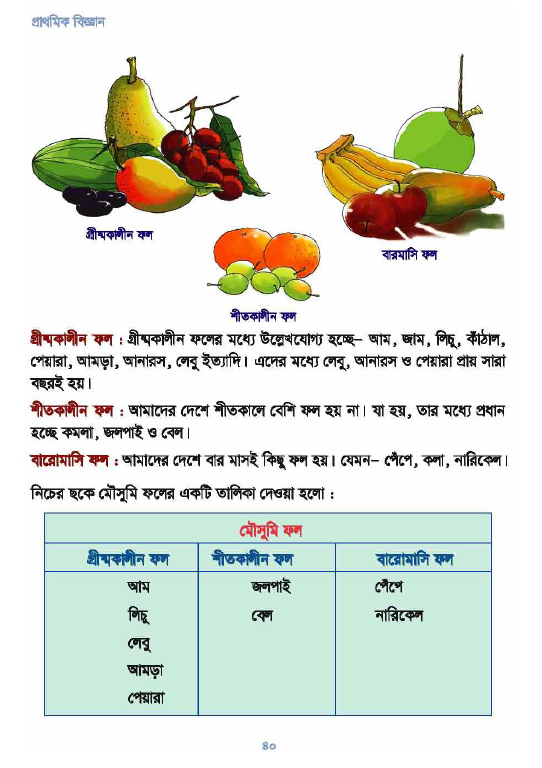 প্রাথমিক বিজ্ঞান
গ্রীষ্মকালীন ফল
বারমাসি ফল
শীতকালীন ফল
গ্রীষ্মকালীন ফল : গ্রীষ্মকালীন ফলের মধ্যে উল্লেখযোগ্য হচ্ছে– আম, জাম, লিচু, কাঁঠাল,
পেয়ারা, আমড়া, আনারস, লেবু ইত্যাদি। এদের মধ্যে লেবু, আনারস ও পেয়ারা প্রায় সারা
বছরই হয়।
শীতকালীন ফল : আমাদের দেশে শীতকালে বেশি ফল হয় না। যা হয়, তার মধ্যে প্রধান
হচ্ছে কমলা, জলপাই ও বেল।
বারোমাসি ফল : আমাদের দেশে বার মাসই কিছু ফল হয়। যেমন– পেঁপে, কলা, নারিকেল।
নিচের ছকে মৌসুমি ফলের একটি তালিকা দেওয়া হলো :
মৌসুমি ফল
গ্রীষ্মকালীন ফল শীতকালীন ফল বারোমাসি ফল
আম জলপাই পেঁপে
লিচু বেল নারিকেল
লেবু
আমড়া
পেয়ারা
৪০